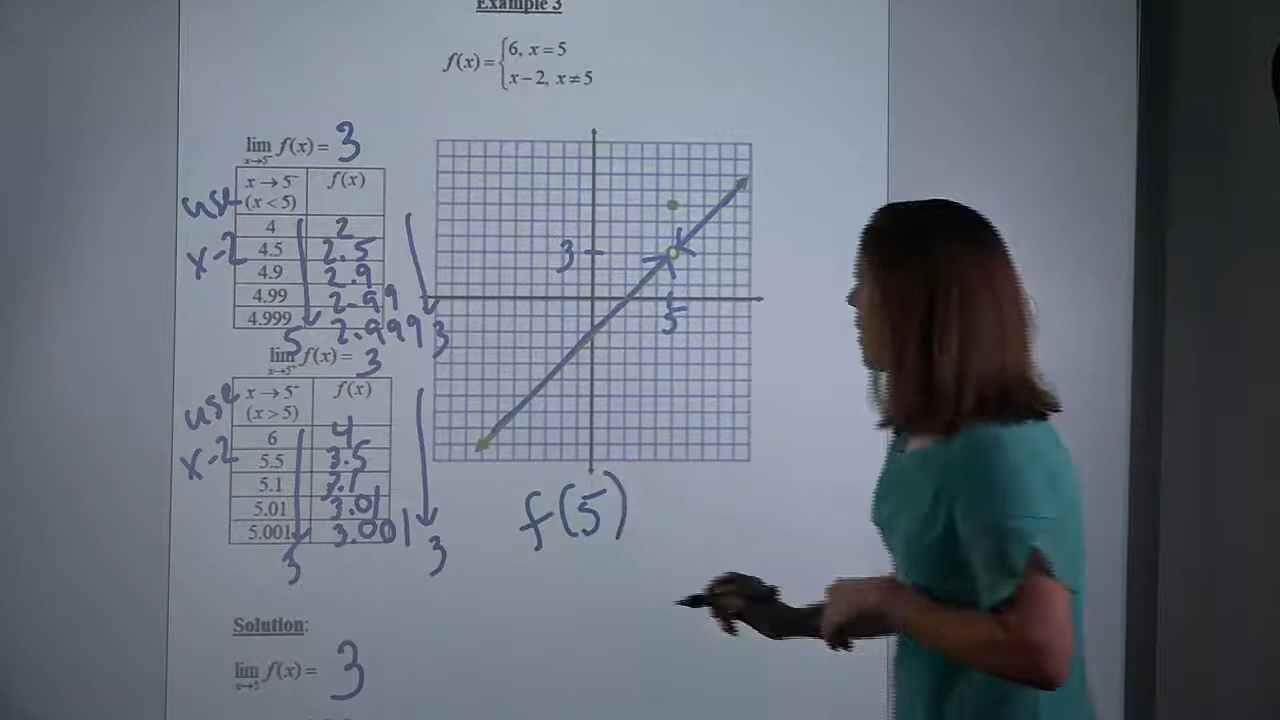 Example 3
f(x) = {6, x = 5
x − 2, x ≠ 5
lim f(x) = 3
x→5⁻
use x-2
x → 5⁻ (x < 5) f(x)
4 2
4.5 2.5
4.9 2.9
4.99 2.99
4.999 2.999
5 3
lim f(x) = 3
x→5
use x-2
x → 5⁻ (x > 5) f(x)
6 4
5.5 3.5
5.1 3.1
5.01 3.01
5.001 3.001
3 3
3
5
f(5)
Solution:
lim f(x) = 3
x→5